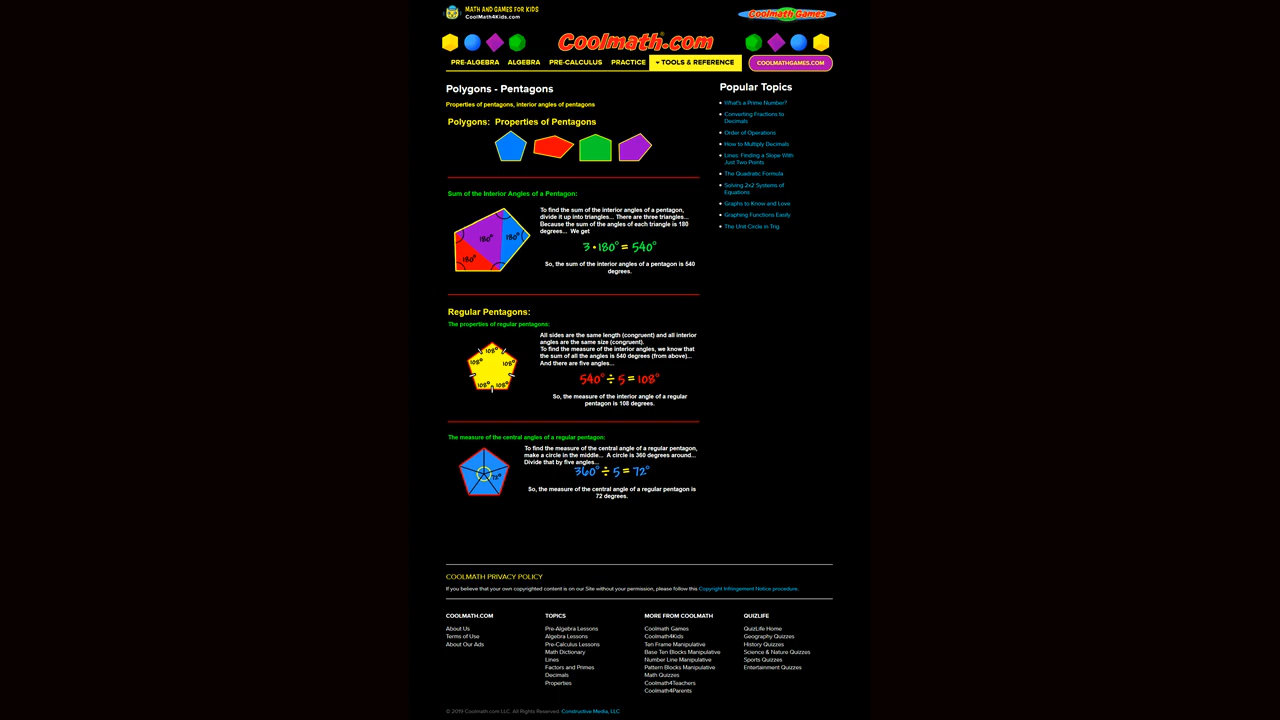 MATH AND GAMES FOR KIDS
CoolMath4Kids.com
Coolmath Games
Coolmath.com
PRE-ALGEBRA ALGEBRA PRE-CALCULUS PRACTICE TOOLS & REFERENCE COOLMATHGAMES.COM
Polygons - Pentagons
Properties of pentagons, interior angles of pentagons
Polygons: Properties of Pentagons
Sum of the Interior Angles of a Pentagon:
180°
180°
180°
To find the sum of the interior angles of a pentagon,
divide it up into triangles... There are three triangles...
Because the sum of the angles of each triangle is 180
degrees... We get
3 • 180° = 540°
So, the sum of the interior angles of a pentagon is 540
degrees.
Regular Pentagons:
The properties of regular pentagons:
108°
108°
108°
108°
108°
All sides are the same length (congruent) and all interior
angles are the same size (congruent).
To find the measure of the interior angles, we know that
the sum of all the angles is 540 degrees (from above)...
And there are five angles...
540° ÷ 5 = 108°
So, the measure of the interior angle of a regular
pentagon is 108 degrees.
The measure of the central angles of a regular pentagon:
72°
To find the measure of the central angle of a regular pentagon,
make a circle in the middle... A circle is 360 degrees around...
Divide that by five angles...
360° ÷ 5 = 72°
So, the measure of the central angle of a regular pentagon is
72 degrees.
Popular Topics
What's a Prime Number?
Converting Fractions to
Decimals
Order of Operations
How to Multiply Decimals
Lines: Finding a Slope With
Just Two Points
The Quadratic Formula
Solving 2x2 Systems of
Equations
Graphs to Know and Love
Graphing Functions Easily
The Unit Circle in Trig
COOLMATH PRIVACY POLICY
If you believe that your own copyrighted content is on our Site without your permission, please follow this Copyright Infringement Notice procedure.
COOLMATH.COM
About Us
Terms of Use
About Our Ads
TOPICS
Pre-Algebra Lessons
Algebra Lessons
Pre-Calculus Lessons
Math Dictionary
Lines
Factors and Primes
Decimals
Properties
MORE FROM COOLMATH
Coolmath Games
Coolmath4Kids
Ten Frame Manipulative
Base Ten Blocks Manipulative
Number Line Manipulative
Pattern Blocks Manipulative
Math Quizzes
Coolmath4Teachers
Coolmath4Parents
QUIZLIFE
QuizLife Home
Geography Quizzes
History Quizzes
Science & Nature Quizzes
Sports Quizzes
Entertainment Quizzes
© 2019 Coolmath.com LLC. All Rights Reserved. Constructive Media, LLC